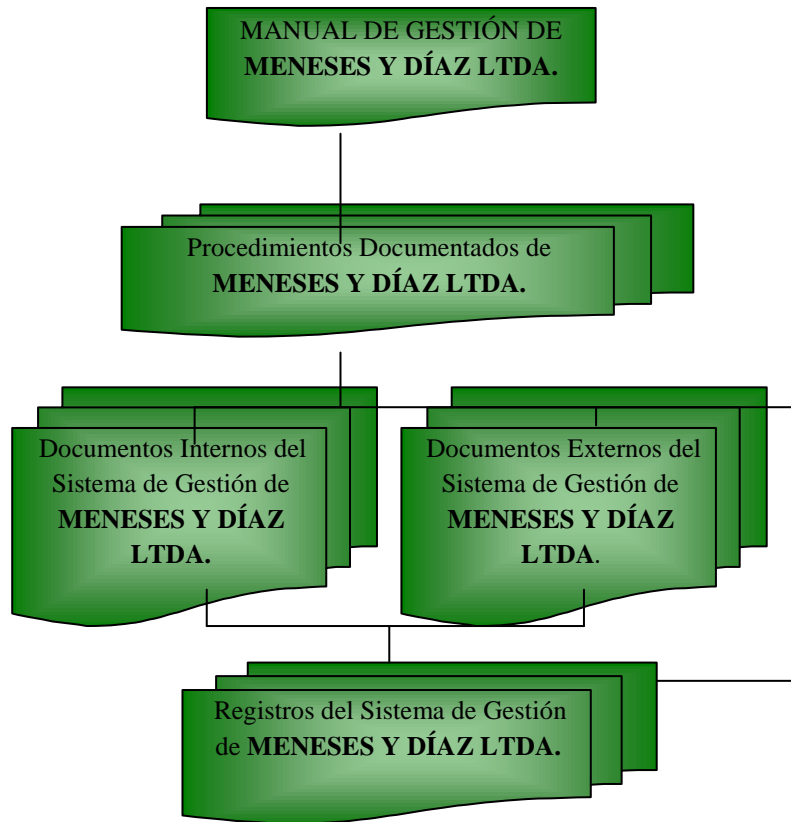 MANUAL DE GESTIÓN DE
MENESES Y DÍAZ LTDA.
Procedimientos Documentados de
MENESES Y DÍAZ LTDA.
Documentos Internos del
Sistema de Gestión de
MENESES Y DÍAZ
LTDA.
Documentos Externos del
Sistema de Gestión de
MENESES Y DÍAZ
LTDA.
Registros del Sistema de Gestión
de MENESES Y DÍAZ LTDA.